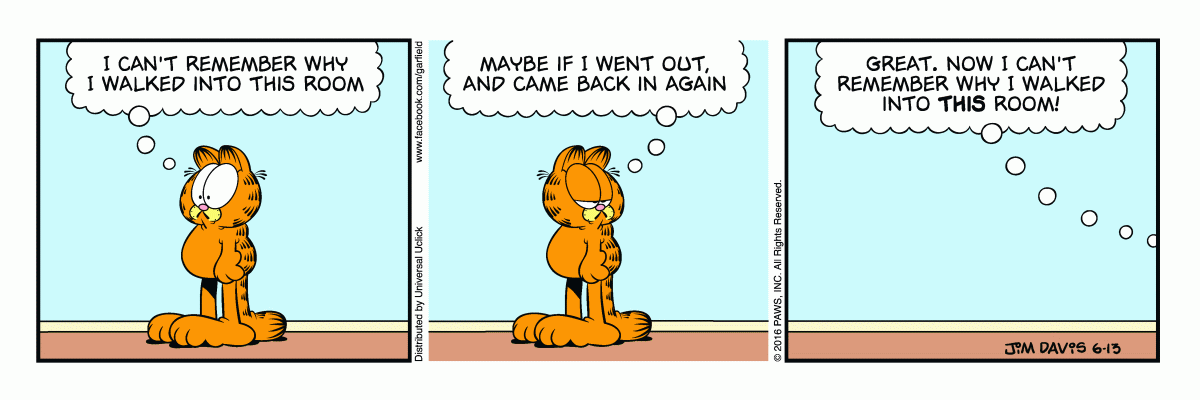 I CAN'T REMEMBER WHY
I WALKED INTO THIS ROOM
www.facebook.com/garfield
Distributed by Universal Uclick
MAYBE IF I WENT OUT,
AND CAME BACK IN AGAIN
© 2016 PAWS, INC. All Rights Reserved.
GREAT. NOW I CAN'T
REMEMBER WHY I WALKED
INTO THIS ROOM!
JIM DAVIS 6-13